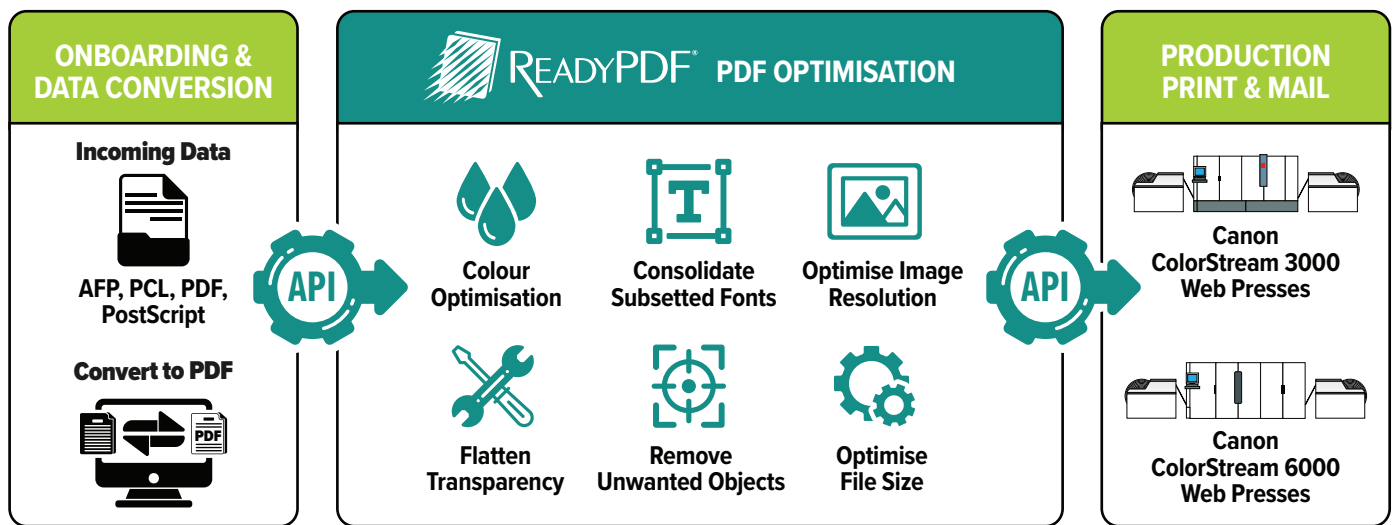 ONBOARDING &
DATA CONVERSION
Incoming Data
AFP, PCL, PDF,
PostScript
Convert to PDF
PDF
API
READYPDF® PDF OPTIMISATION
Colour
Optimisation
Consolidate
Subsetted Fonts
T
Optimise Image
Resolution
Flatten
Transparency
Remove
Unwanted Objects
Optimise
File Size
API
PRODUCTION
PRINT & MAIL
Canon
ColorStream 3000
Web Presses
Canon
ColorStream 6000
Web Presses